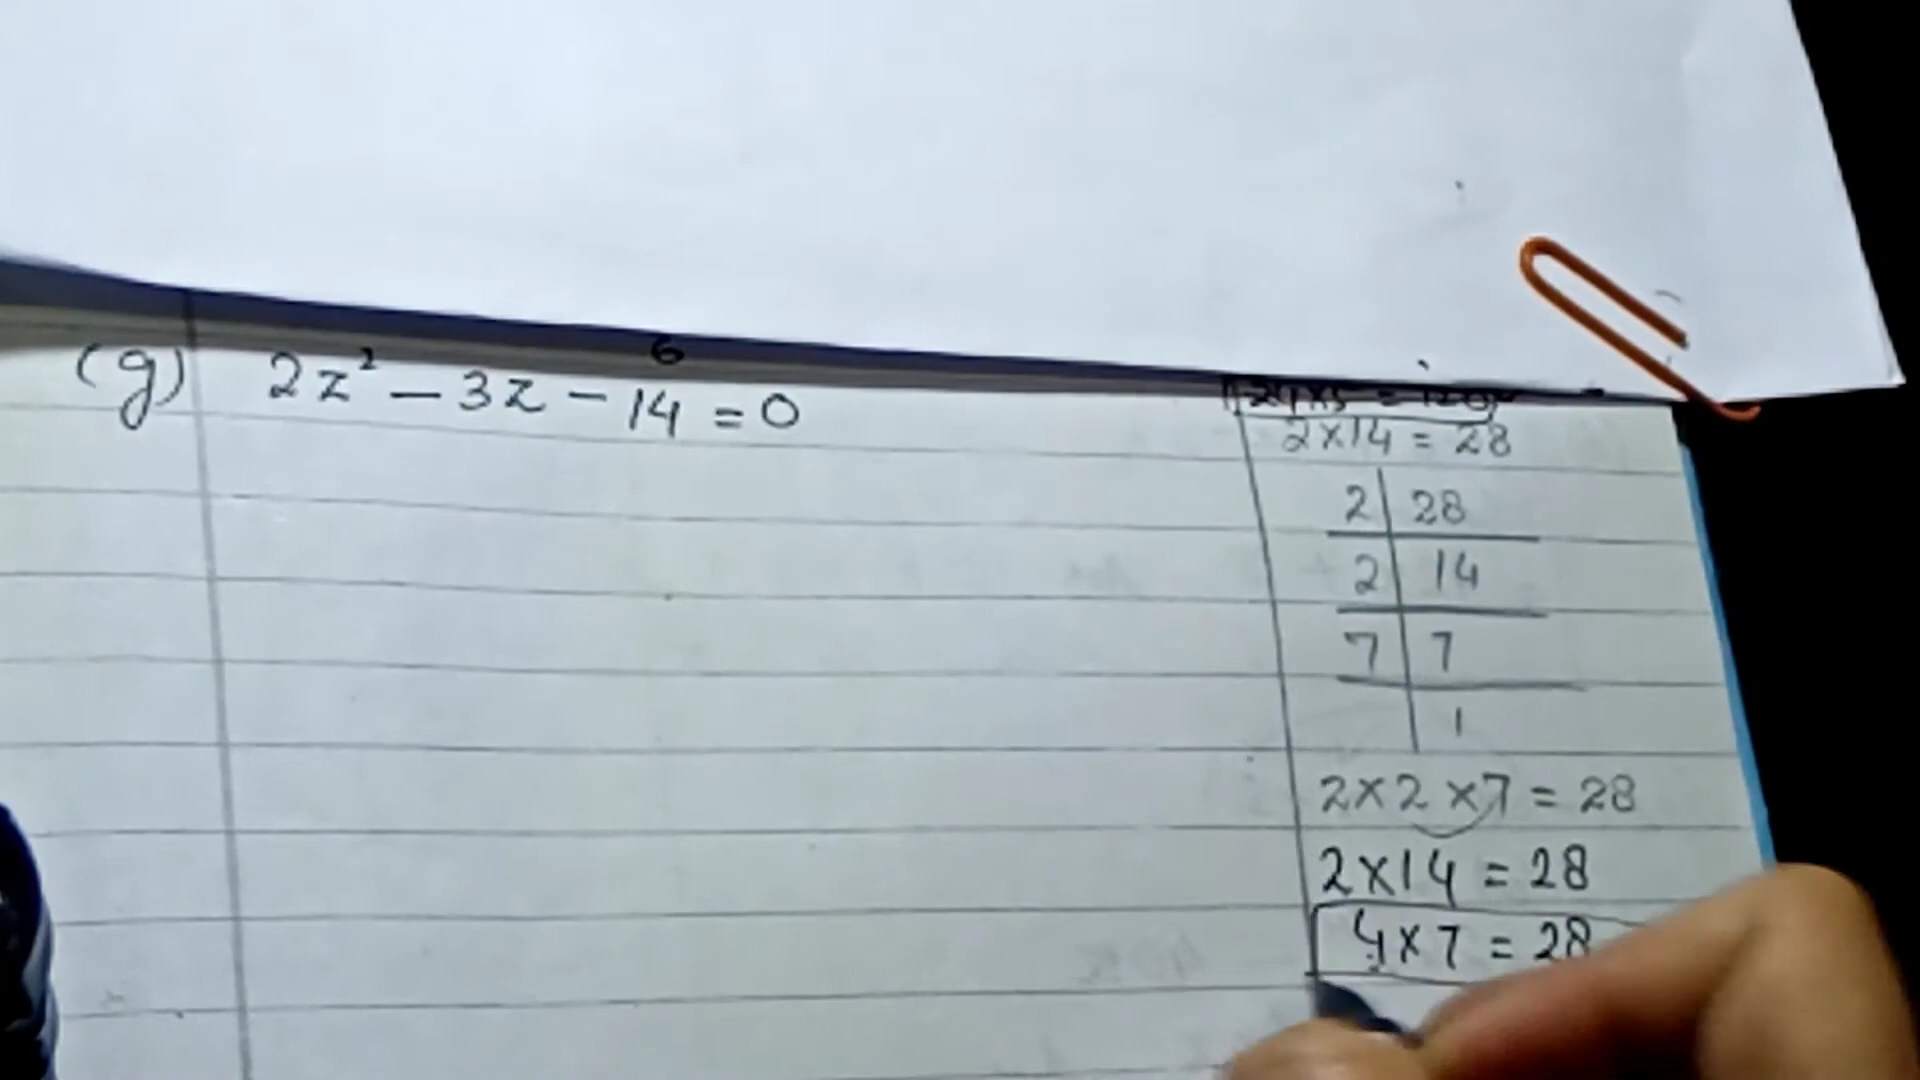 (g) 2z² - 3z - 14 = 0
6
2×14 = 28
2 | 28
2 | 14
7 | 7
1
2×2×7 = 28
2×14 = 28
4×7 = 28